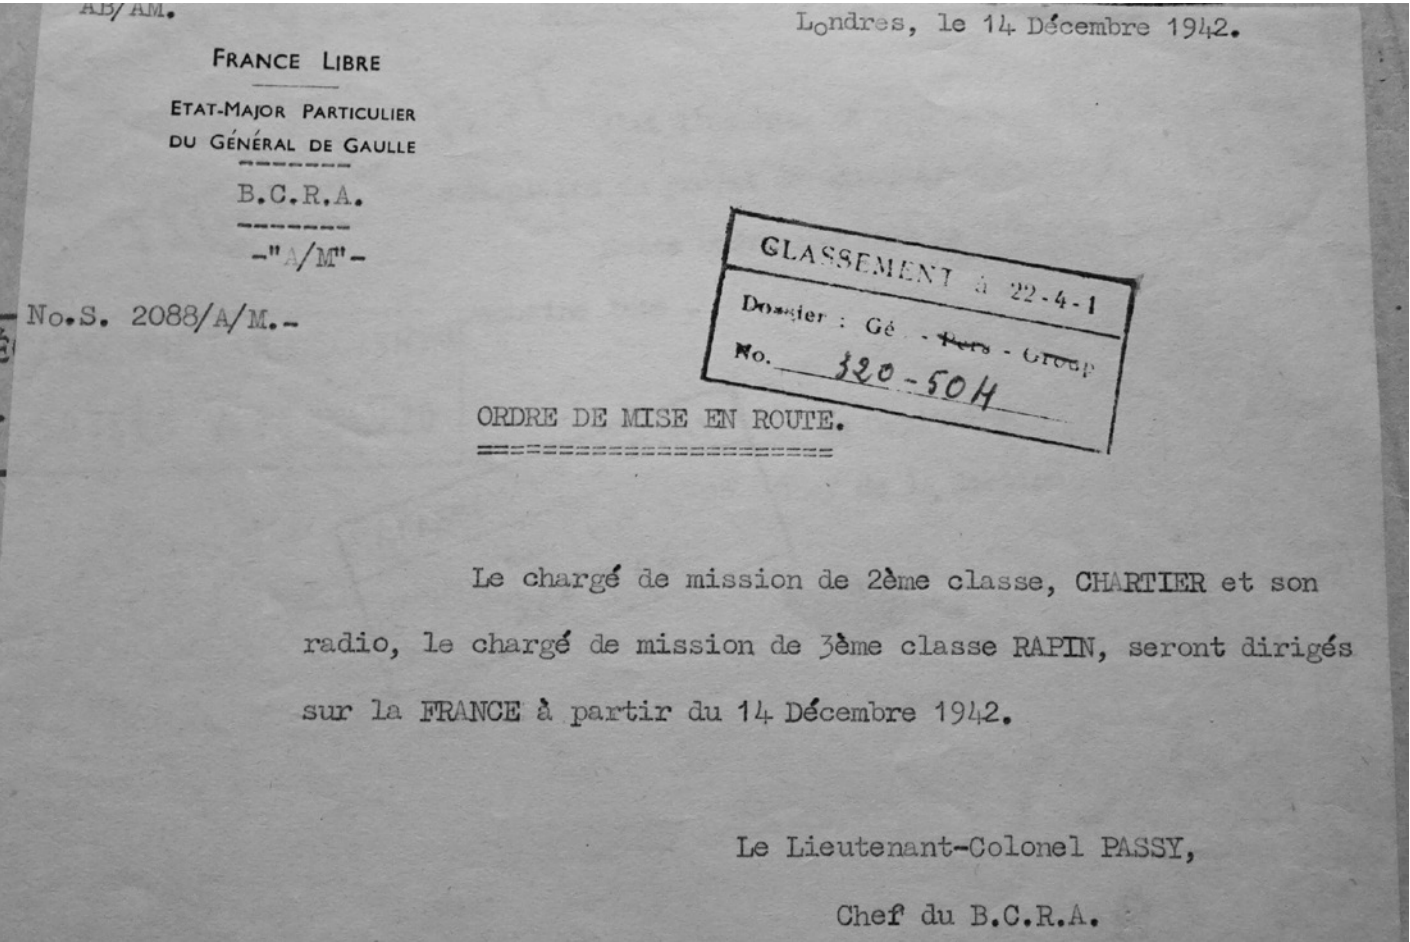 AB/AM.
Londres, le 14 Décembre 1942.
FRANCE LIBRE
ETAT-MAJOR PARTICULIER
DU GÉNÉRAL DE GAULLE
B.C.R.A.
-"A/M"-
No.S. 2088/A/M.-
CLASSEMENT à 22-4-1
Dossier : Gé - Pers - Group
No. 320-50H
ORDRE DE MISE EN ROUTE.
Le chargé de mission de 2ème classe, CHARTIER et son
radio, le chargé de mission de 3ème classe RAPIN, seront dirigés
sur la FRANCE à partir du 14 Décembre 1942.
Le Lieutenant-Colonel PASSY,
Chef du B.C.R.A.